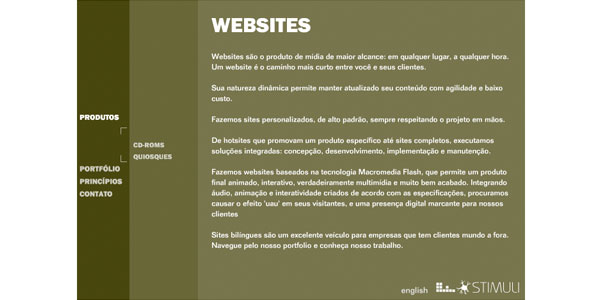 WEBSITES
Websites são o produto de mídia de maior alcance: em qualquer lugar, a qualquer hora.
Um website é o caminho mais curto entre você e seus clientes.
Sua natureza dinâmica permite manter atualizado seu conteúdo com agilidade e baixo
custo.
Fazemos sites personalizados, de alto padrão, sempre respeitando o projeto em mãos.
De hotsites que promovam um produto específico até sites completos, executamos
soluções integradas: concepção, desenvolvimento, implementação e manutenção.
Fazemos websites baseados na tecnologia Macromedia Flash, que permite um produto
final animado, interativo, verdadeiramente multimídia e muito bem acabado. Integrando
áudio, animação e interatividade criados de acordo com as especificações, procuramos
causar o efeito 'uau' em seus visitantes, e uma presença digital marcante para nossos
clientes
Sites bilíngues são um excelente veículo para empresas que tem clientes mundo a fora.
Navegue pelo nosso portfolio e conheça nosso trabalho.
PRODUTOS
CD-ROMS
QUIOSQUES
PORTFÓLIO
PRINCÍPIOS
CONTATO
english
STIMULI